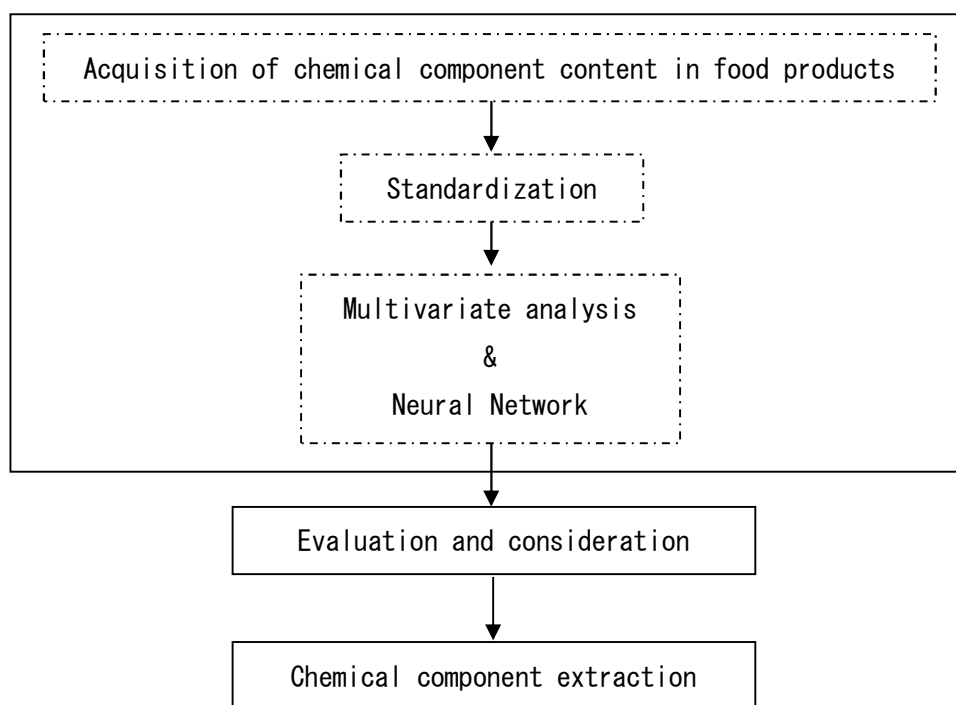 Acquisition of chemical component content in food products
Standardization
Multivariate analysis
&
Neural Network
Evaluation and consideration
Chemical component extraction